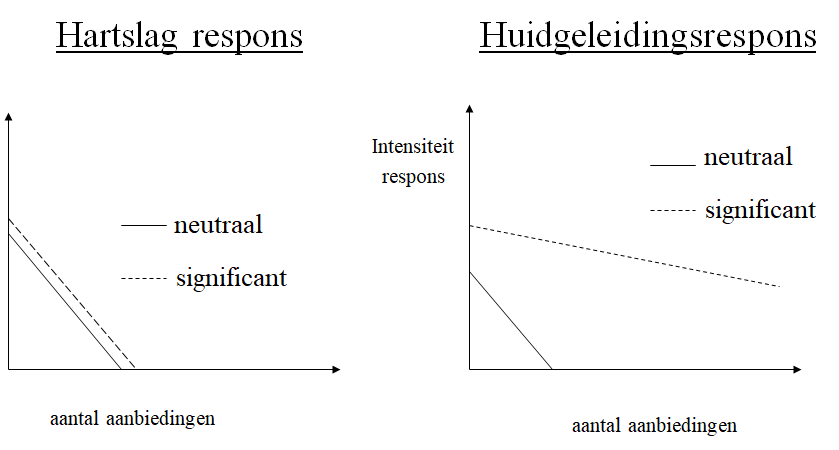 Hartslag respons
neutraal
significant
aantal aanbiedingen
Huidgeleidingsrespons
Intensiteit
respons
neutraal
significant
aantal aanbiedingen